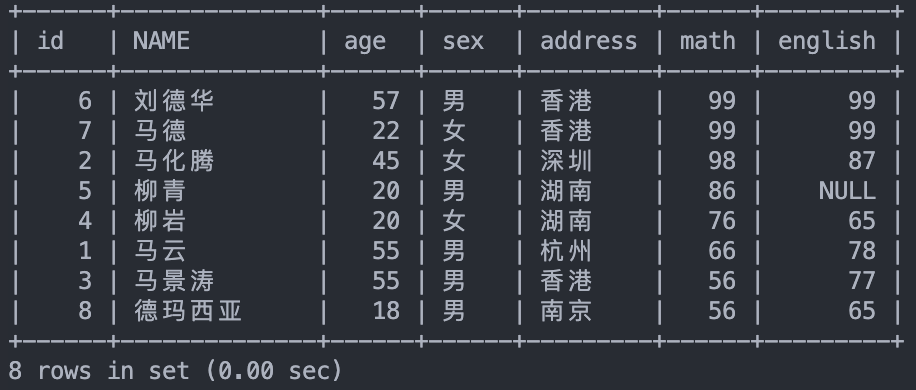 +------+-----------+------+------+---------+------+---------+
| id | NAME | age | sex | address | math | english |
+------+-----------+------+------+---------+------+---------+
| 6 | 刘德华 | 57 | 男 | 香港 | 99 | 99 |
| 7 | 马德 | 22 | 女 | 香港 | 99 | 99 |
| 2 | 马化腾 | 45 | 女 | 深圳 | 98 | 87 |
| 5 | 柳青 | 20 | 男 | 湖南 | 86 | NULL |
| 4 | 柳岩 | 20 | 女 | 湖南 | 76 | 65 |
| 1 | 马云 | 55 | 男 | 杭州 | 66 | 78 |
| 3 | 马景涛 | 55 | 男 | 香港 | 56 | 77 |
| 8 | 德玛西亚 | 18 | 男 | 南京 | 56 | 65 |
+------+-----------+------+------+---------+------+---------+
8 rows in set (0.00 sec)